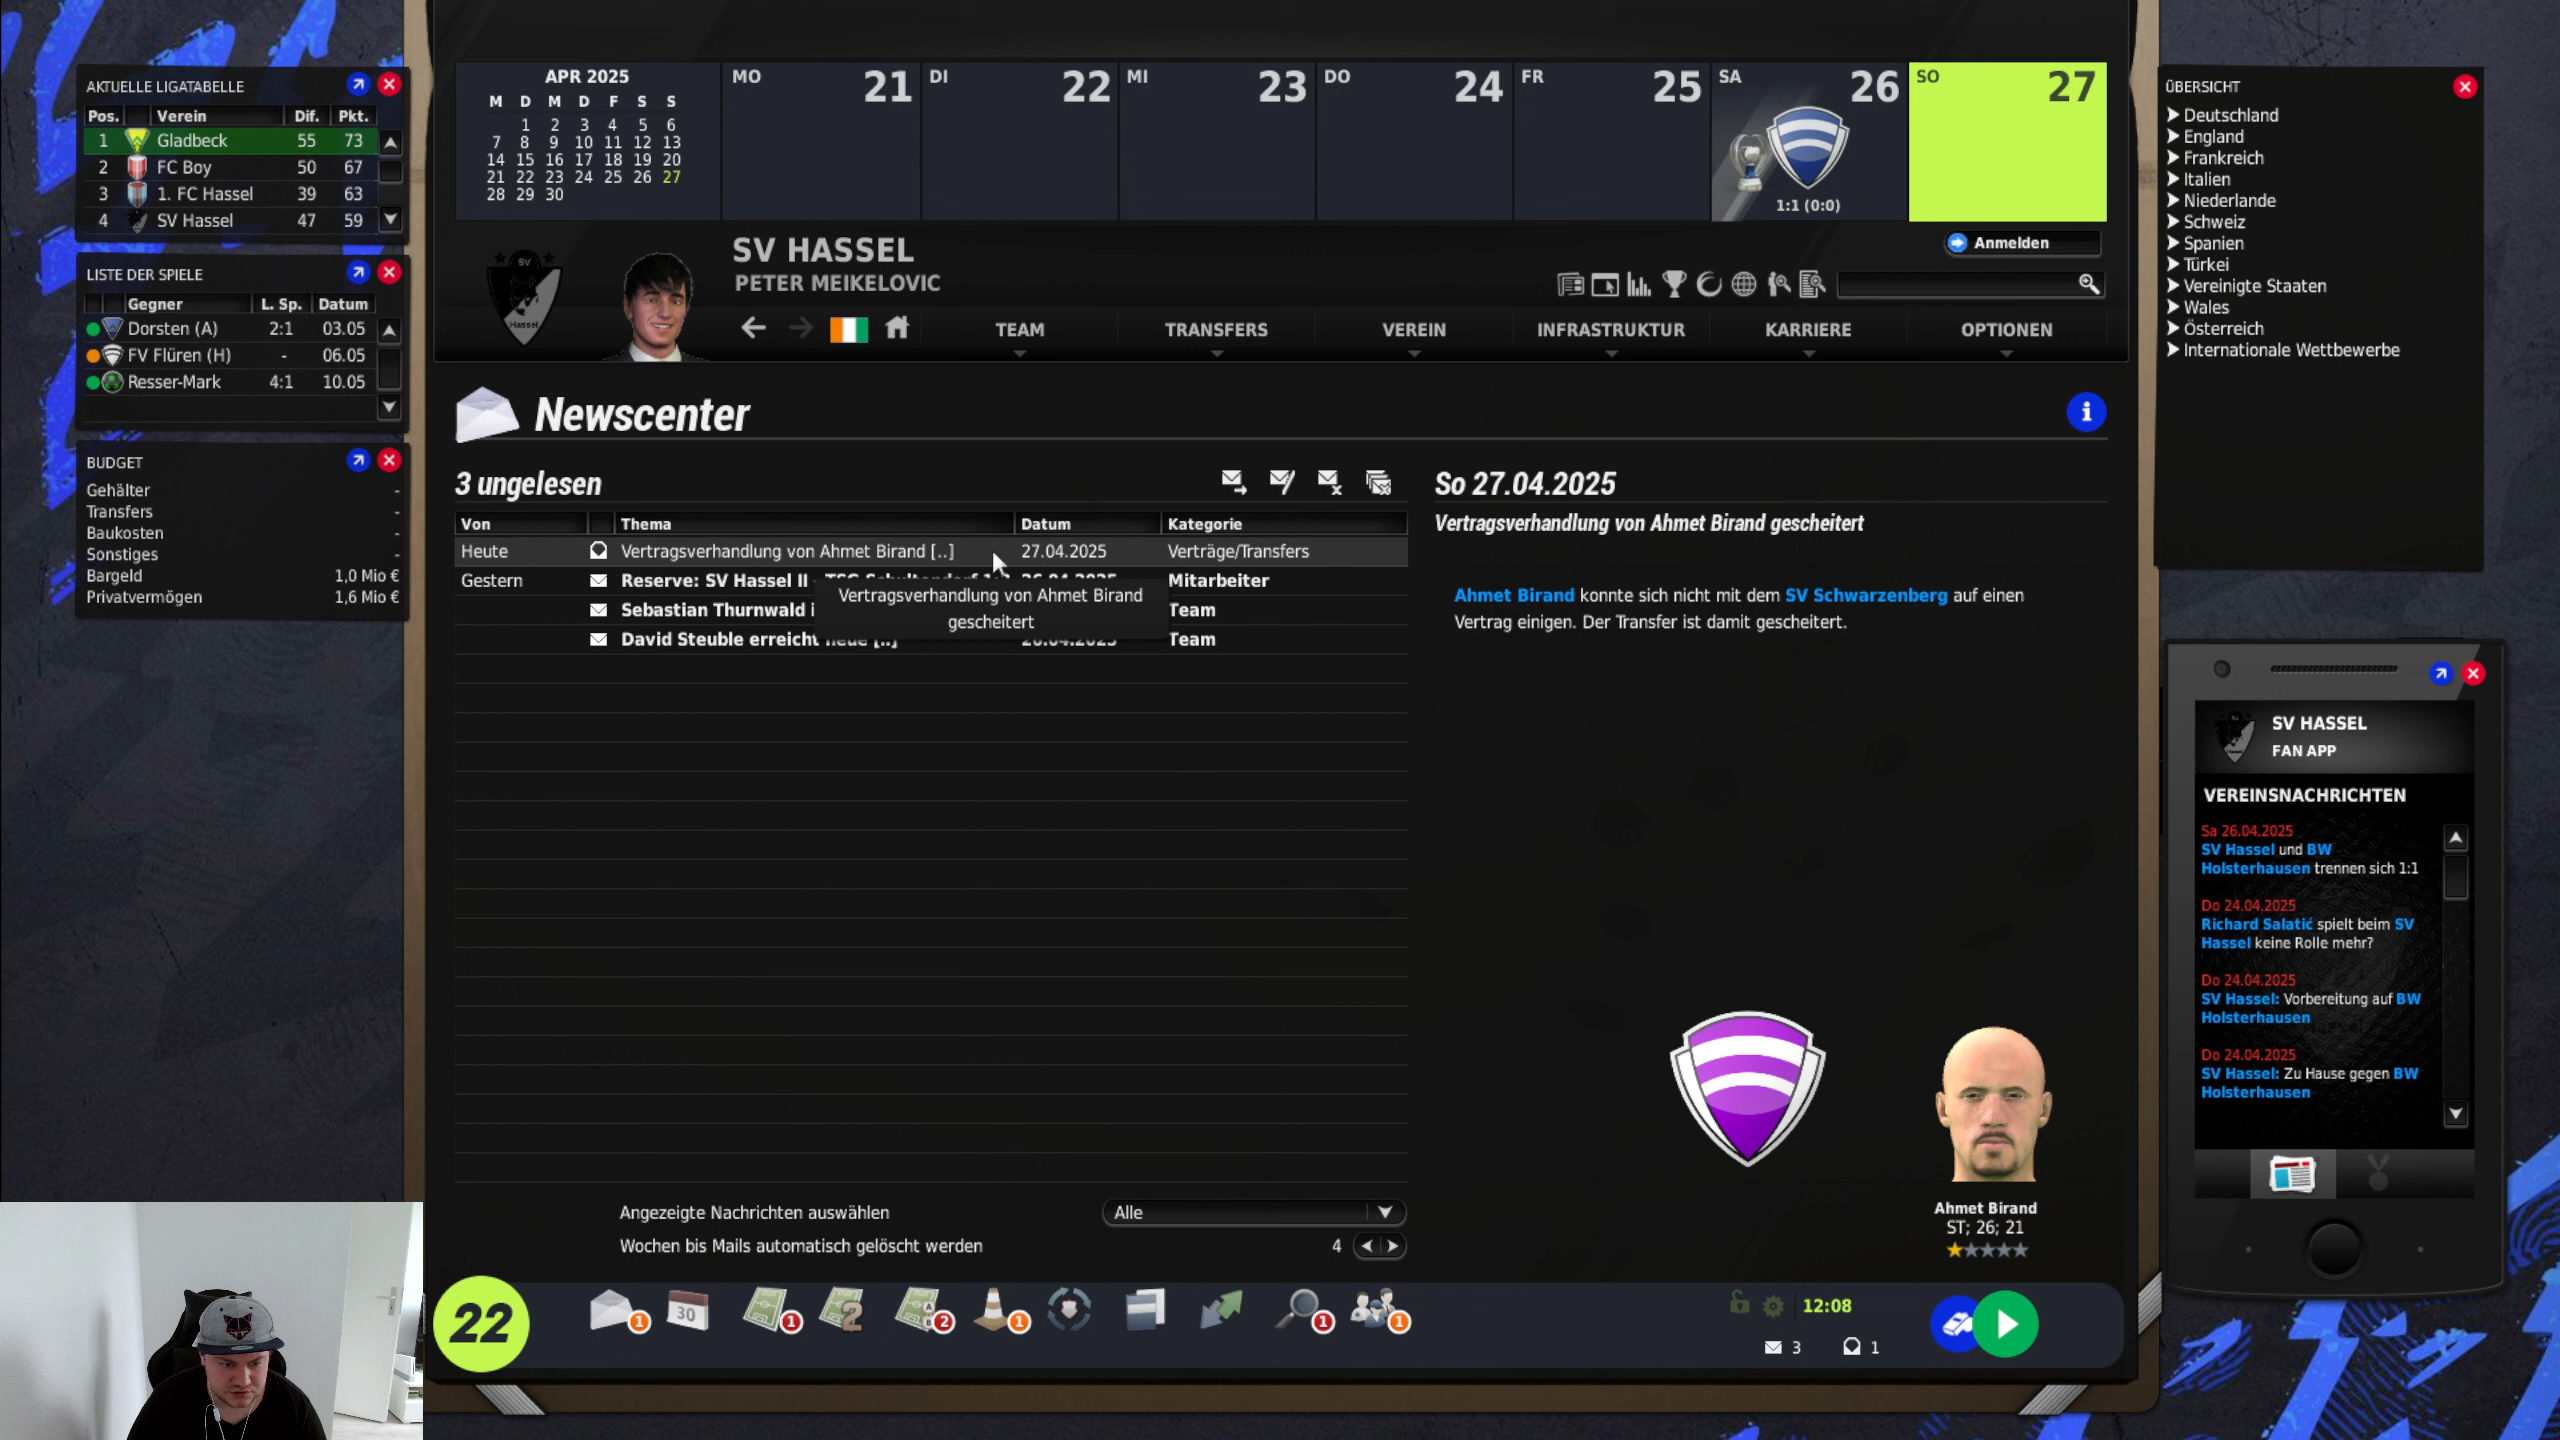 AKTUELLE LIGATABELLE
Pos. Verein Dif. Pkt.
1 Gladbeck 55 73
2 FC Boy 50 67
3 1. FC Hassel 39 63
4 SV Hassel 47 59
LISTE DER SPIELE
Gegner L. Sp. Datum
Dorsten (A) 2:1 03.05
FV Flüren (H) - 06.05
Resser-Mark 4:1 10.05
BUDGET
Gehälter -
Transfers -
Baukosten -
Sonstiges -
Bargeld 1,0 Mio €
Privatvermögen 1,6 Mio €
APR 2025
M D M D F S S
1 2 3 4 5 6
7 8 9 10 11 12 13
14 15 16 17 18 19 20
21 22 23 24 25 26 27
28 29 30
MO 21
DI 22
MI 23
DO 24
FR 25
SA 26
1:1 (0:0)
SO 27
Anmelden
SV HASSEL
PETER MEIKELOVIC
SV
Hassel
TEAM TRANSFERS VEREIN INFRASTRUKTUR KARRIERE OPTIONEN
Newscenter
i
3 ungelesen
Von Thema Datum Kategorie
Heute Vertragsverhandlung von Ahmet Birand [..] 27.04.2025 Verträge/Transfers
Gestern Reserve: SV Hassel II - Mitarbeiter
Sebastian Thurnwald Team
David Steuble erreicht neue [..] 26.04.2025 Team
Vertragsverhandlung von Ahmet Birand
gescheitert
So 27.04.2025
Vertragsverhandlung von Ahmet Birand gescheitert
Ahmet Birand konnte sich nicht mit dem SV Schwarzenberg auf einen
Vertrag einigen. Der Transfer ist damit gescheitert.
Ahmet Birand
ST; 26; 21
Angezeigte Nachrichten auswählen Alle
Wochen bis Mails automatisch gelöscht werden 4
22
1 30 1 2 2 1 1 1
12:08
3 1
ÜBERSICHT
Deutschland
England
Frankreich
Italien
Niederlande
Schweiz
Spanien
Türkei
Vereinigte Staaten
Wales
Österreich
Internationale Wettbewerbe
SV HASSEL
FAN APP
VEREINSNACHRICHTEN
Sa 26.04.2025
SV Hassel und BW
Holsterhausen trennen sich 1:1
Do 24.04.2025
Richard Salatić spielt beim SV
Hassel keine Rolle mehr?
Do 24.04.2025
SV Hassel: Vorbereitung auf BW
Holsterhausen
Do 24.04.2025
SV Hassel: Zu Hause gegen BW
Holsterhausen